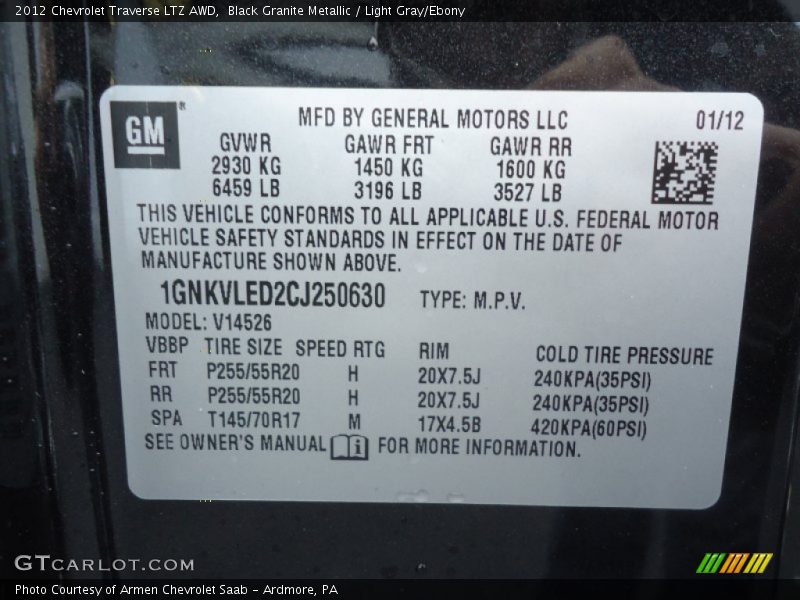 2012 Chevrolet Traverse LTZ AWD, Black Granite Metallic / Light Gray/Ebony
GM®
MFD BY GENERAL MOTORS LLC 01/12
GVWR GAWR FRT GAWR RR
2930 KG 1450 KG 1600 KG
6459 LB 3196 LB 3527 LB
THIS VEHICLE CONFORMS TO ALL APPLICABLE U.S. FEDERAL MOTOR
VEHICLE SAFETY STANDARDS IN EFFECT ON THE DATE OF
MANUFACTURE SHOWN ABOVE.
1GNKVLED2CJ250630 TYPE: M.P.V.
MODEL: V14526
VBBP TIRE SIZE SPEED RTG RIM COLD TIRE PRESSURE
FRT P255/55R20 H 20X7.5J 240KPA(35PSI)
RR P255/55R20 H 20X7.5J 240KPA(35PSI)
SPA T145/70R17 M 17X4.5B 420KPA(60PSI)
SEE OWNER'S MANUAL i FOR MORE INFORMATION.
GTCARLOT.COM
Photo Courtesy of Armen Chevrolet Saab - Ardmore, PA